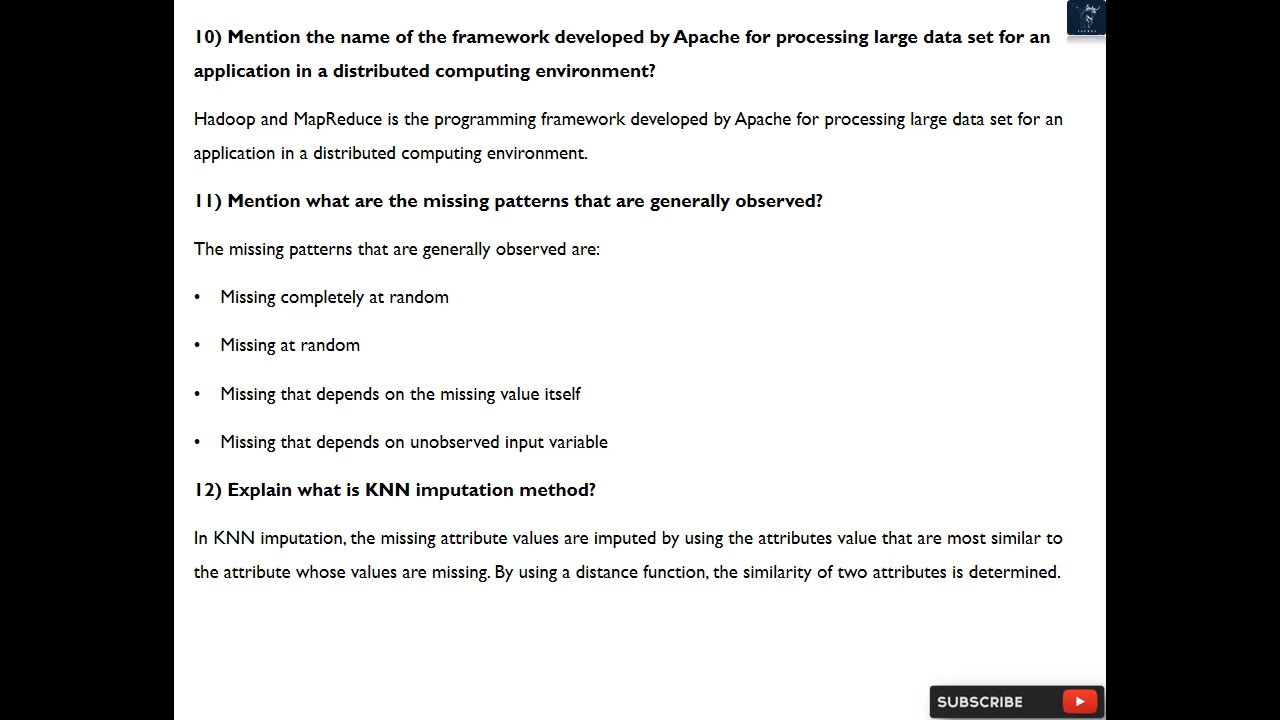 10) Mention the name of the framework developed by Apache for processing large data set for an
application in a distributed computing environment?
Hadoop and MapReduce is the programming framework developed by Apache for processing large data set for an
application in a distributed computing environment.
11) Mention what are the missing patterns that are generally observed?
The missing patterns that are generally observed are:
• Missing completely at random
• Missing at random
• Missing that depends on the missing value itself
• Missing that depends on unobserved input variable
12) Explain what is KNN imputation method?
In KNN imputation, the missing attribute values are imputed by using the attributes value that are most similar to
the attribute whose values are missing. By using a distance function, the similarity of two attributes is determined.
SUBSCRIBE